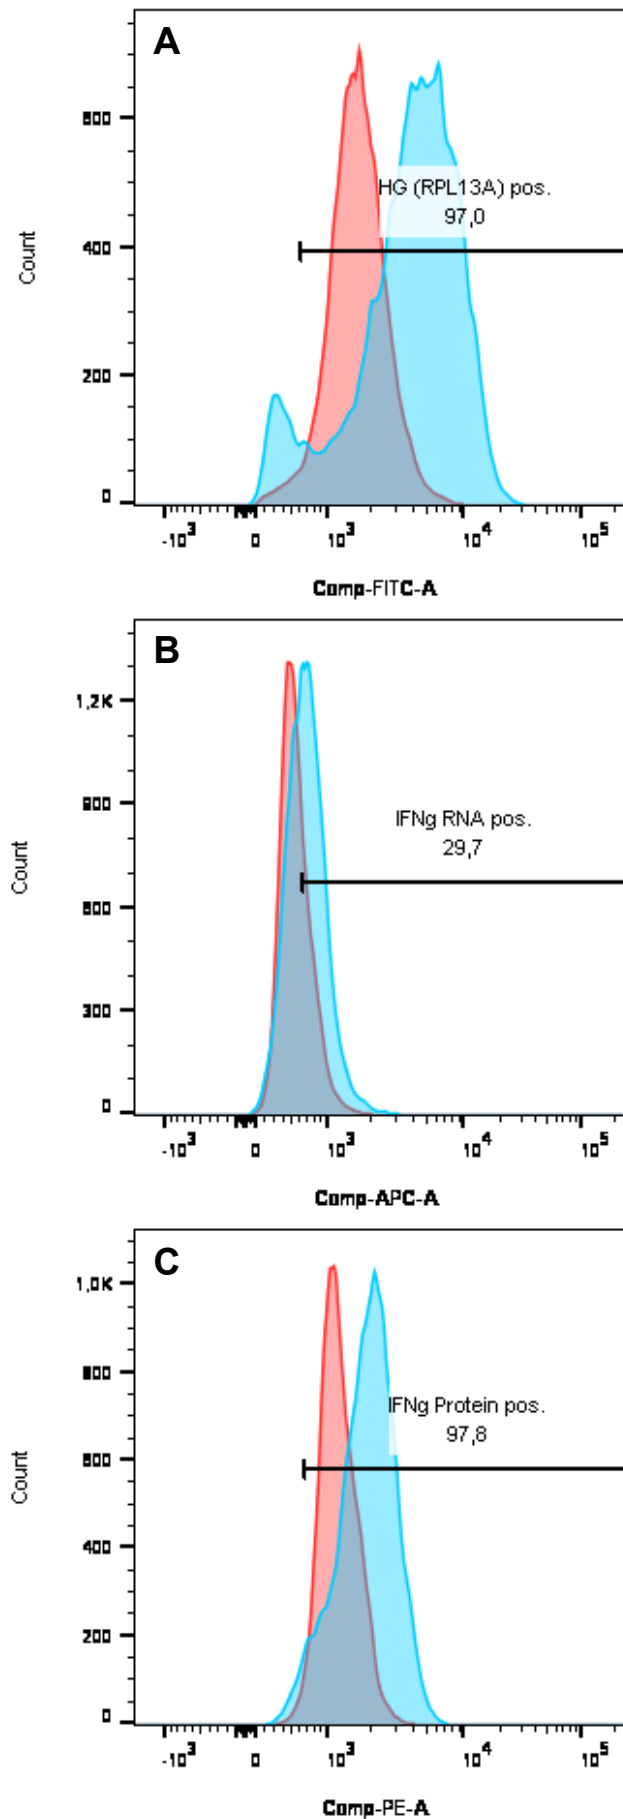 A
800
400
200
0
Count
HG (RPL13A) pos.
97,0
-10³ 0 10³ 10⁴ 10⁵
Comp-FITC-A
B
1,2K
900
600
300
0
Count
IFNg RNA pos.
29,7
-10³ 0 10³ 10⁴ 10⁵
Comp-APC-A
C
1,0K
800
600
400
200
0
Count
IFNg Protein pos.
97,8
-10³ 0 10³ 10⁴ 10⁵
Comp-PE-A